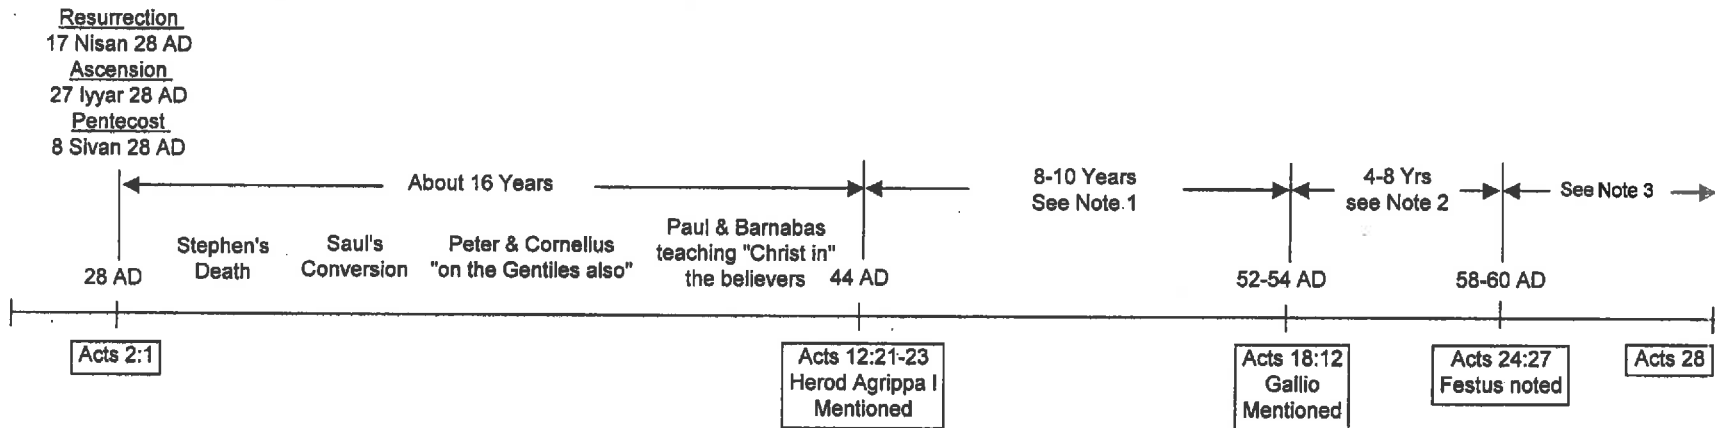 Resurrection
17 Nisan 28 AD
Ascension
27 Iyyar 28 AD
Pentecost
8 Sivan 28 AD
About 16 Years
8-10 Years
See Note 1
4-8 Yrs
see Note 2
See Note 3
Stephen's
Death
Saul's
Conversion
Peter & Cornelius
"on the Gentiles also"
Paul & Barnabas
teaching "Christ in"
the believers
28 AD
44 AD
52-54 AD
58-60 AD
Acts 2:1
Acts 12:21-23
Herod Agrippa I
Mentioned
Acts 18:12
Gallio
Mentioned
Acts 24:27
Festus noted
Acts 28